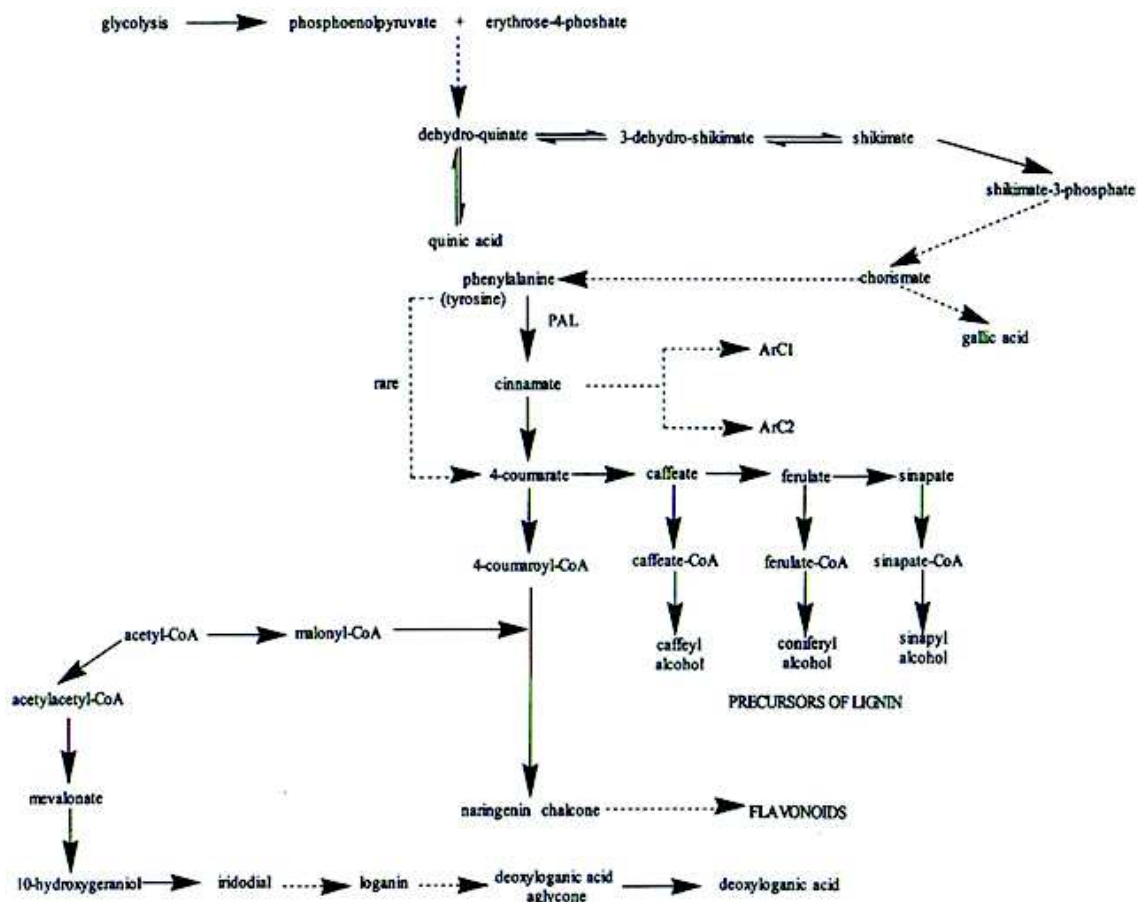 glycolysis phosphoenolpyruvate + erythrose-4-phoshate
dehydro-quinate 3-dehydro-shikimate shikimate
shikimate-3-phosphate
quinic acid
phenylalanine chorismate
(tyrosine)
PAL
gallic acid
ArC1
rare cinnamate
ArC2
4-coumarate caffeate ferulate sinapate
4-coumaroyl-CoA caffeate-CoA ferulate-CoA sinapate-CoA
acetyl-CoA malonyl-CoA
caffeyl coniferyl sinapyl
alcohol alcohol alcohol
acetylacetyl-CoA
PRECURSORS OF LIGNIN
mevalonate
naringenin chalcone FLAVONOIDS
10-hydroxygeraniol iridodial loganin deoxyloganic acid deoxyloganic acid
aglycone